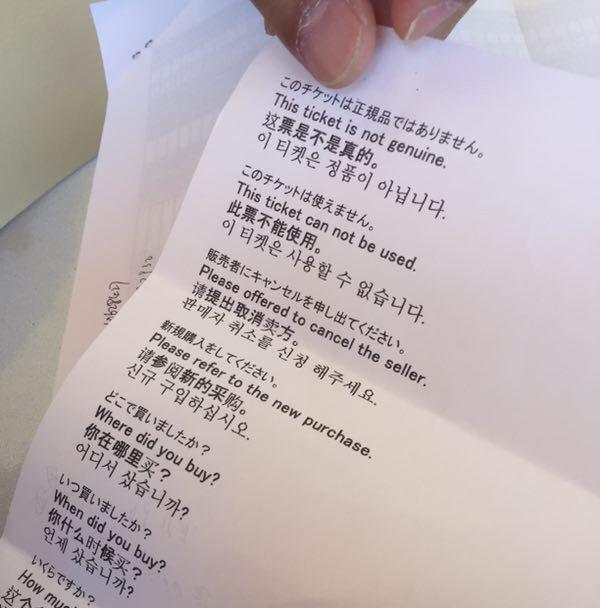 このチケットは正規品ではありません。
This ticket is not genuine.
这票是不是真的。
이 티켓은 정품이 아닙니다.
このチケットは使えません。
This ticket can not be used.
此票不能使用。
이 티켓은 사용할 수 없습니다.
販売者にキャンセルを申し出てください。
Please offered to cancel the seller.
请提出取消卖方。
판매자 취소를 신청 해주세요.
新規購入をしてください。
Please refer to the new purchase.
请参阅新的采购。
신규 구입하십시오.
どこで買いましたか？
Where did you buy?
你在哪里买？
어디서 샀습니까?
いつ買いましたか？
When did you buy?
你什么时候买？
언제 샀습니까?
いくらですか？
How